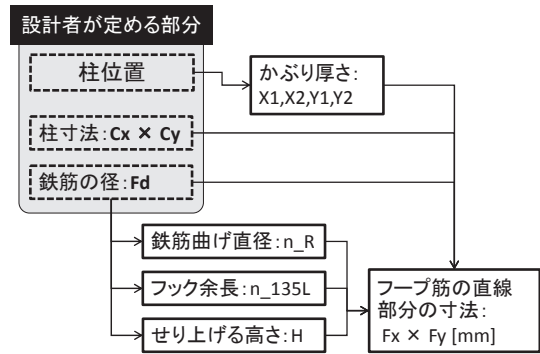 設計者が定める部分
柱位置
かぶり厚さ:
X1,X2,Y1,Y2
柱寸法:Cx × Cy
鉄筋の径:Fd
鉄筋曲げ直径:n_R
フック余長:n_135L
せり上げる高さ:H
フープ筋の直線
部分の寸法:
Fx × Fy [mm]